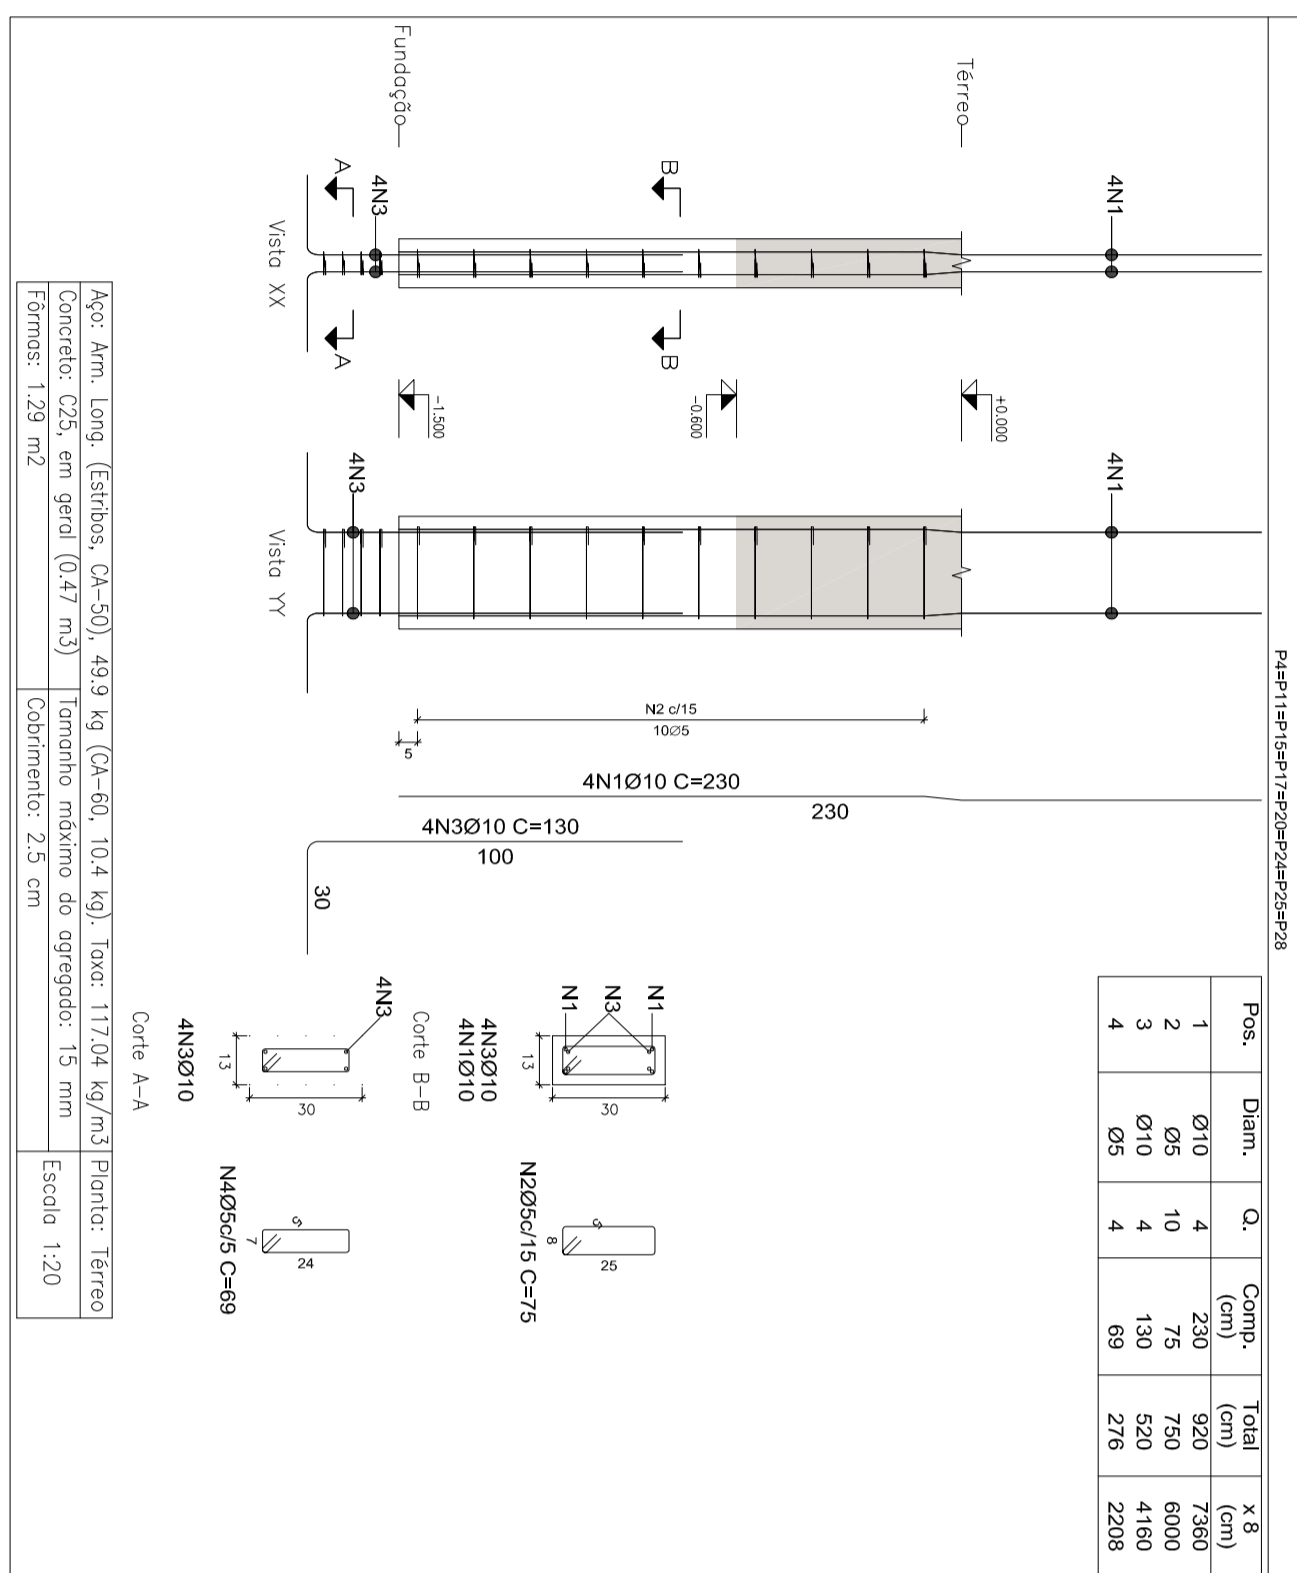 P4=P11=P15=P17=P20=P24=P25=P28
Pos. Diam. Q. Comp. (cm) Total (cm) x 8 (cm)
1 Ø10 4 230 920 7360
2 Ø5 10 75 750 6000
3 Ø10 4 130 520 4160
4 Ø5 4 69 276 2208
Térreo
Fundação
4N1
4N3
A
A
B
B
Vista XX
+0.000
-0.600
-1.500
4N1
4N3
Vista YY
N2 c/15
10Ø5
5
4N1Ø10 C=230
230
4N3Ø10 C=130
100
30
N1
N3
N1
13
30
4N3Ø10
4N1Ø10
Corte B-B
N2Ø5c/15 C=75
25
8
5
4N3
13
30
4N3Ø10
Corte A-A
N4Ø5c/5 C=69
24
7
5
Aço: Arm. Long. (Estribos, CA-50), 49.9 kg (CA-60, 10.4 kg). Taxa: 117.04 kg/m3 Planta: Térreo
Concreto: C25, em geral (0.47 m3) Tamanho máximo do agregado: 15 mm Escala 1:20
Fôrmas: 1.29 m2 Cobrimento: 2.5 cm